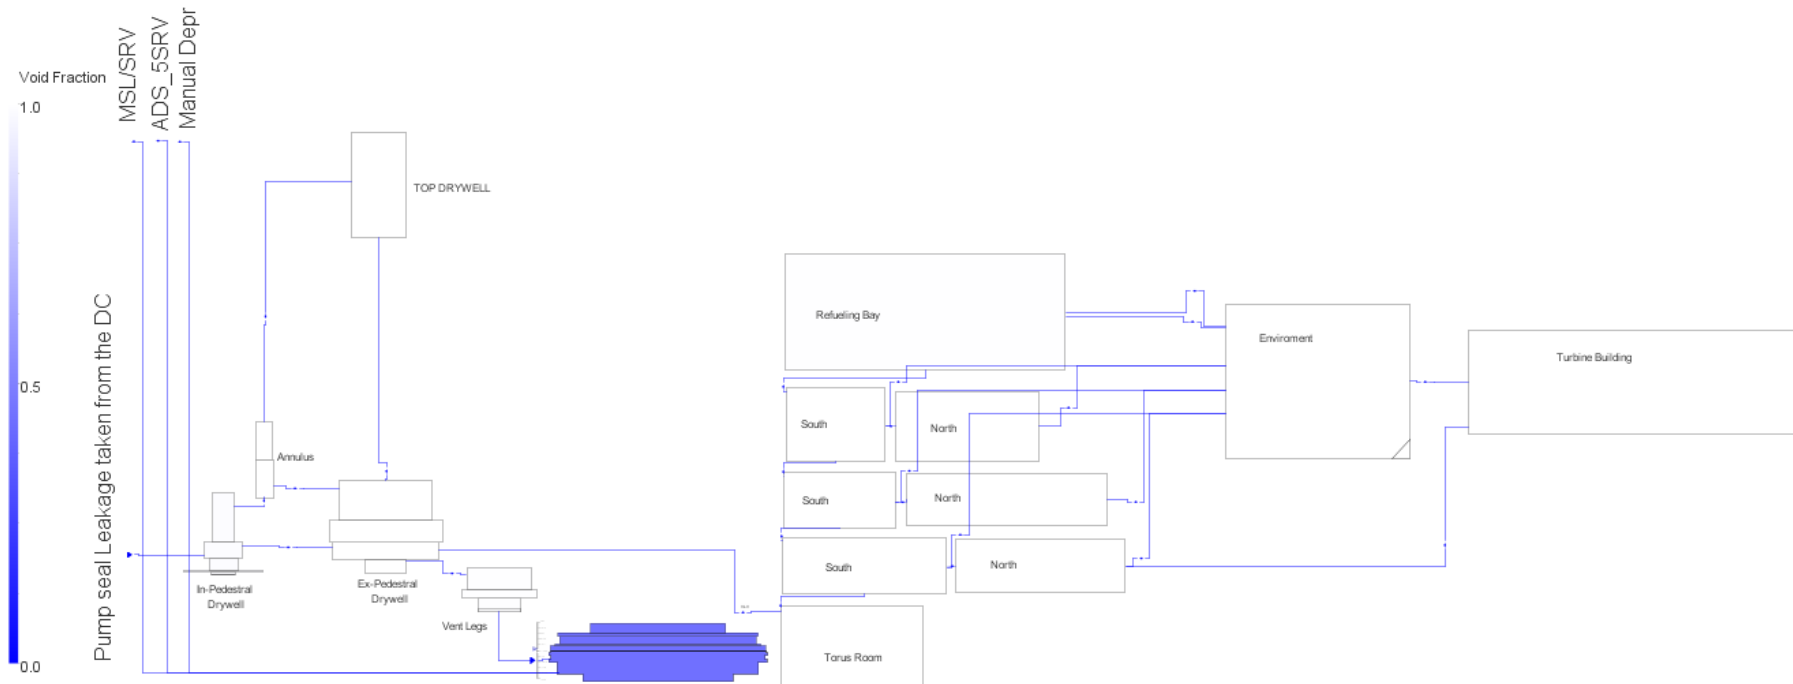 Void Fraction
1.0
0.5
0.0
MSL/SRV
ADS_5SRV
Manual Depr
Pump seal Leakage taken from the DC
TOP DRYWELL
Annulus
In-Pedestral
Drywell
Ex-Pedestral
Drywell
Vent Legs
Refueling Bay
South
North
South
North
South
North
Torus Room
Enviroment
Turbine Building